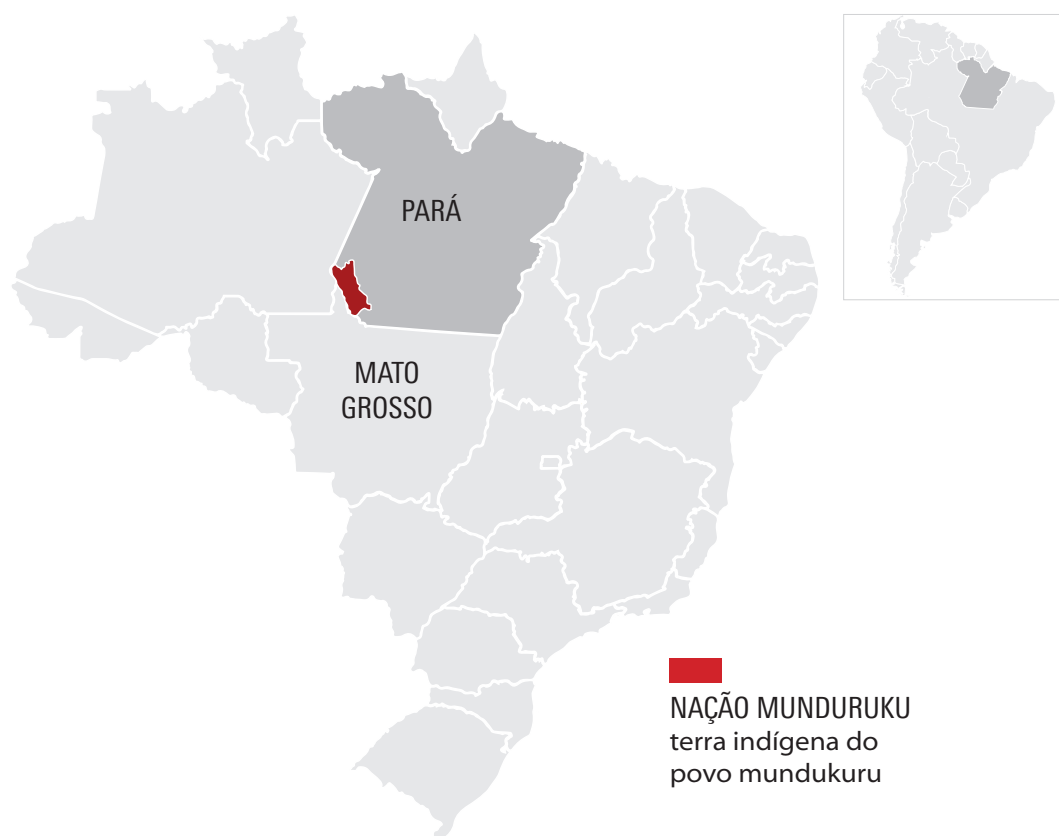 PARÁ
MATO
GROSSO
NAÇÃO MUNDURUKU
terra indígena do
povo mundukuru